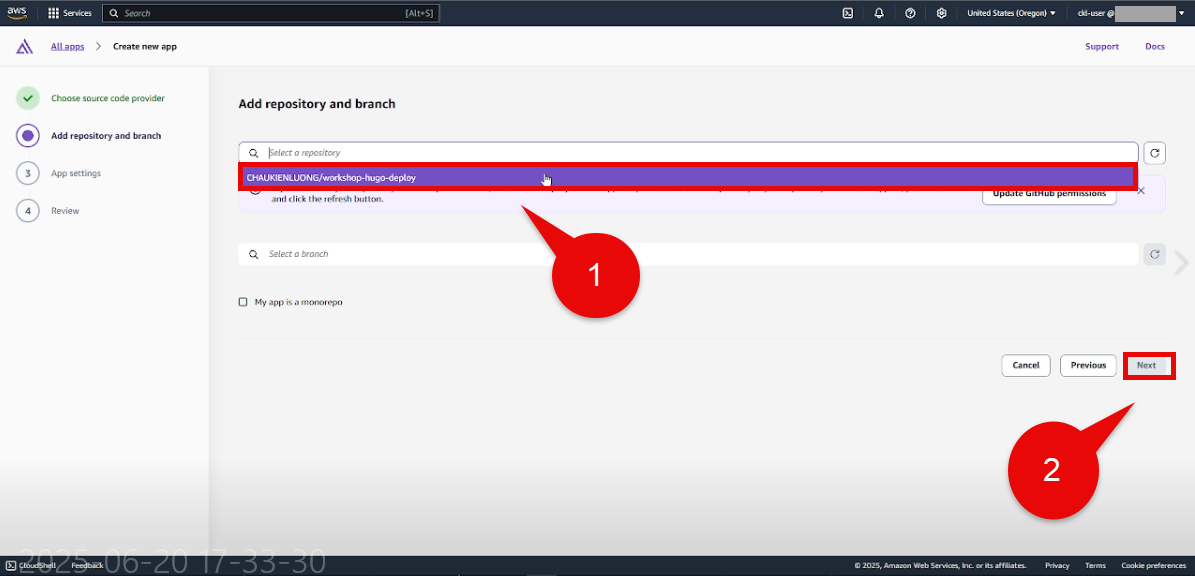 aws
Services
Search
[Alt+S]
United States (Oregon)
ckl-user @
All apps
Create new app
Support
Docs
Choose source code provider
Add repository and branch
3
App settings
4
Review
Add repository and branch
Select a repository
CHAUKIENLUONG/workshop-hugo-deploy
and click the refresh button.
Update GitHub permissions
Select a branch
My app is a monorepo
1
Cancel
Previous
Next
2
2025-06-20 17-33-30
CloudShell
Feedback
© 2025, Amazon Web Services, Inc. or its affiliates.
Privacy
Terms
Cookie preferences